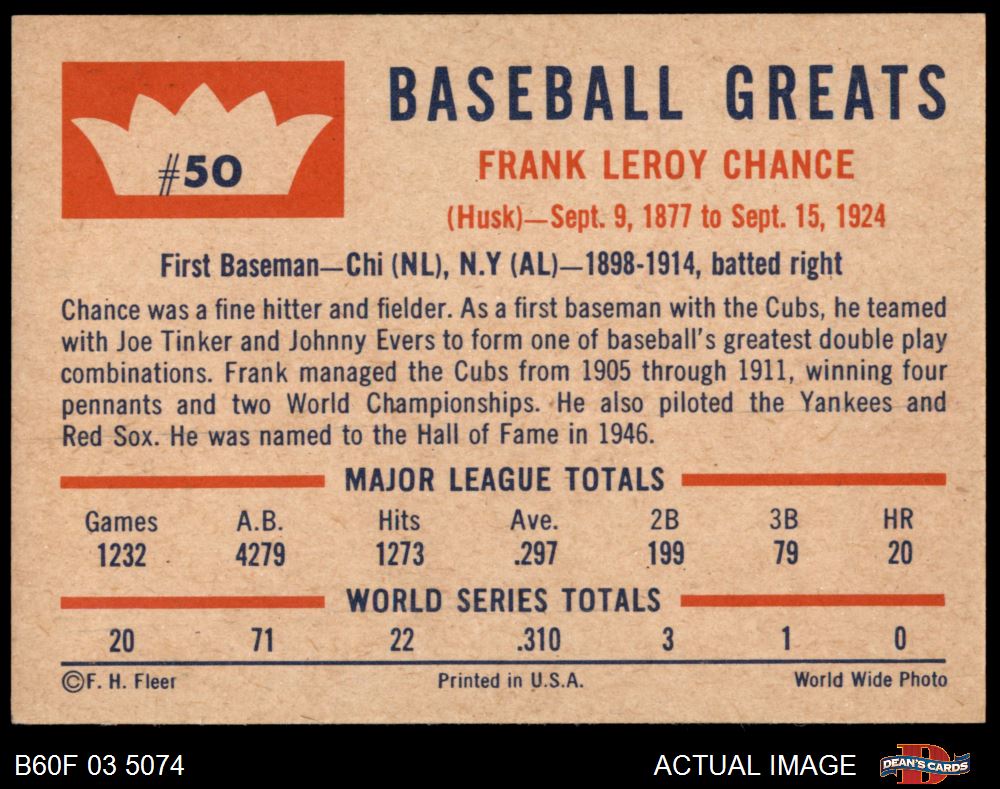 #50
BASEBALL GREATS
FRANK LEROY CHANCE
(Husk)—Sept. 9, 1877 to Sept. 15, 1924
First Baseman—Chi (NL), N.Y (AL)—1898-1914, batted right
Chance was a fine hitter and fielder. As a first baseman with the Cubs, he teamed
with Joe Tinker and Johnny Evers to form one of baseball's greatest double play
combinations. Frank managed the Cubs from 1905 through 1911, winning four
pennants and two World Championships. He also piloted the Yankees and
Red Sox. He was named to the Hall of Fame in 1946.
MAJOR LEAGUE TOTALS
Games A.B. Hits Ave. 2B 3B HR
1232 4279 1273 .297 199 79 20
WORLD SERIES TOTALS
20 71 22 .310 3 1 0
©F. H. Fleer Printed in U.S.A. World Wide Photo
B60F 03 5074 ACTUAL IMAGE D DEAN'S CARDS